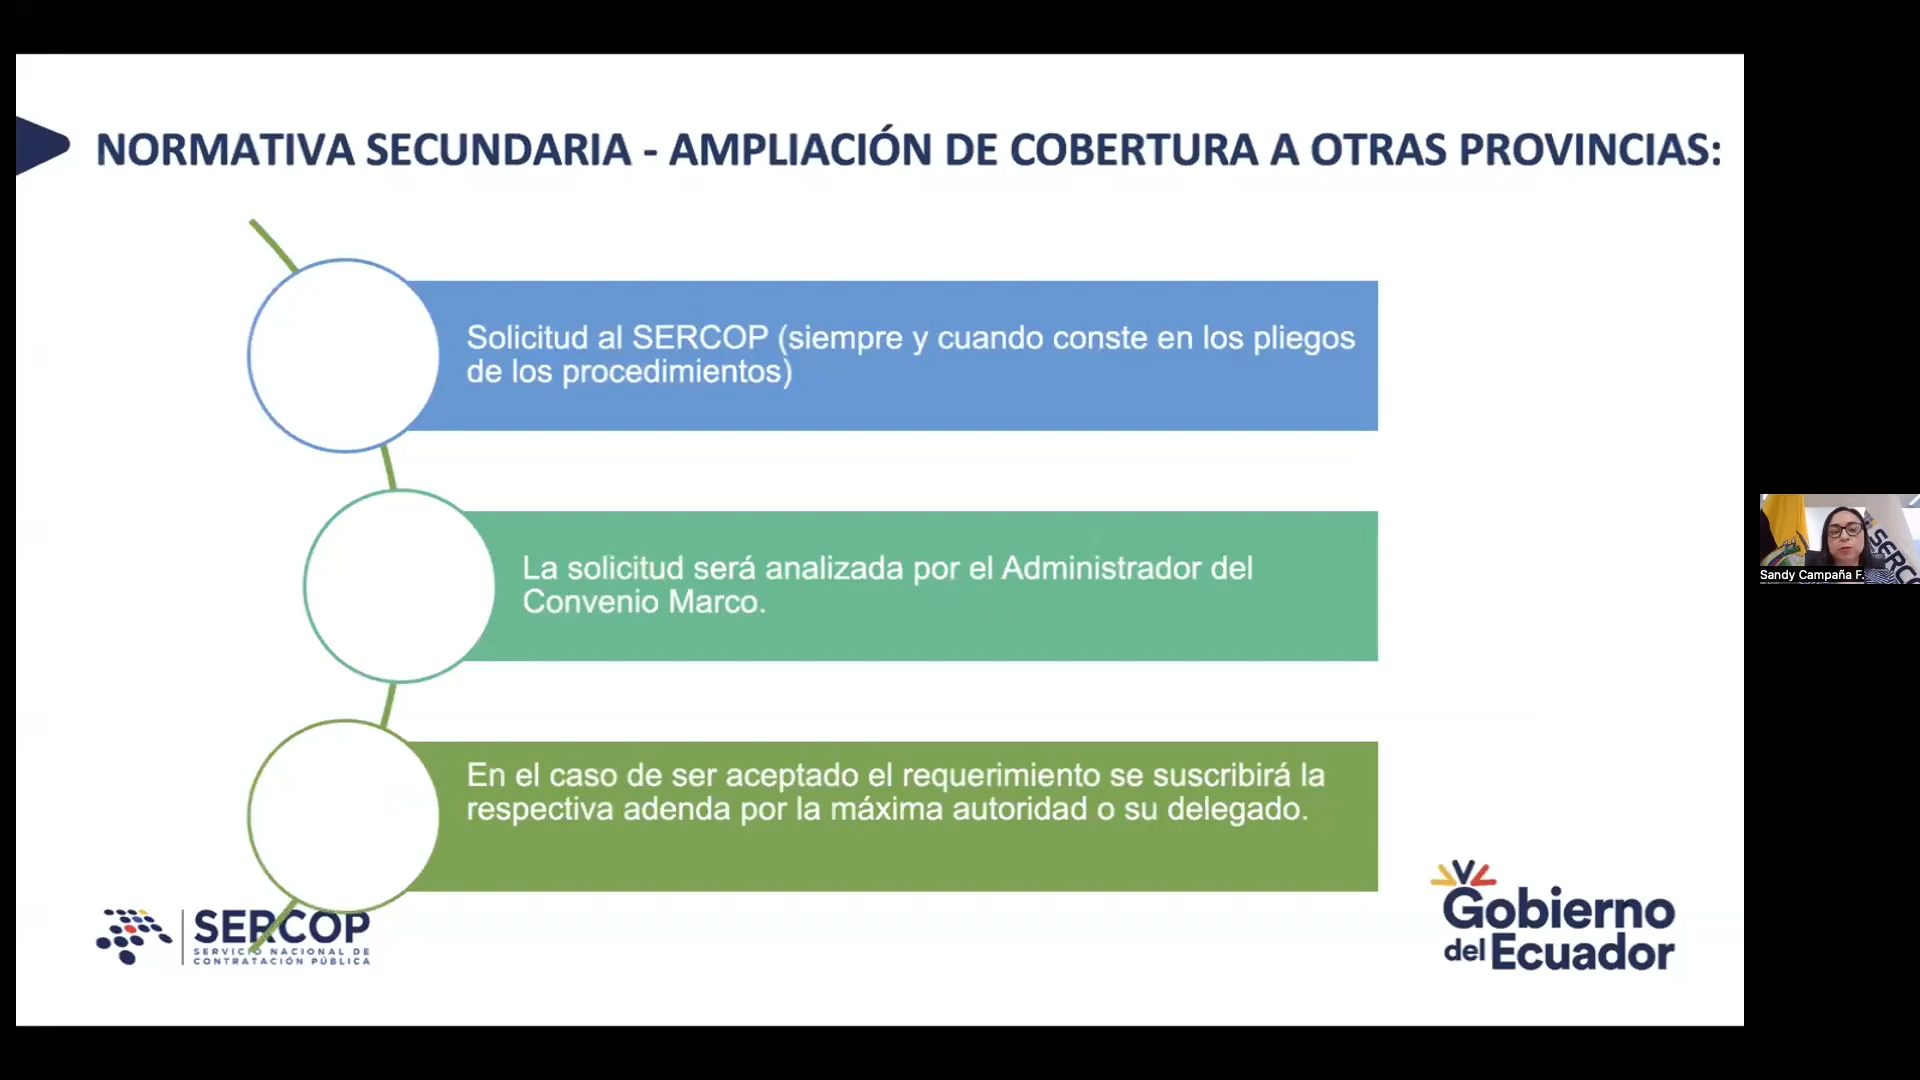 NORMATIVA SECUNDARIA - AMPLIACIÓN DE COBERTURA A OTRAS PROVINCIAS:
Solicitud al SERCOP (siempre y cuando conste en los pliegos
de los procedimientos)
La solicitud será analizada por el Administrador del
Convenio Marco.
En el caso de ser aceptado el requerimiento se suscribirá la
respectiva adenda por la máxima autoridad o su delegado.
SERCOP
SERVICIO NACIONAL DE
CONTRATACIÓN PÚBLICA
Gobierno
del Ecuador
SERC
Sandy Campaña F.